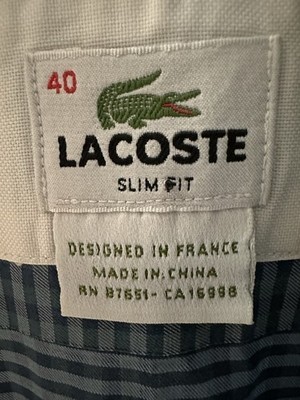 40
LACOSTE
SLIM FIT
DESIGNED IN FRANCE
MADE IN CHINA
RN 87651- CA16998